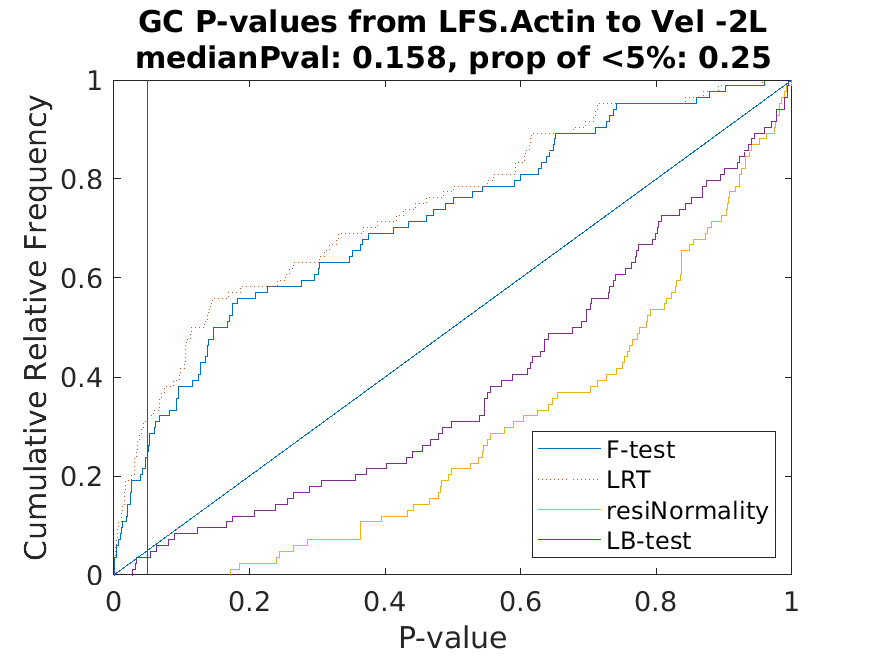 GC P-values from LFS.Actin to Vel -2L
medianPval: 0.158, prop of <5%: 0.25
1
0.8
0.6
0.4
0.2
0
Cumulative Relative Frequency
F-test
LRT
resiNormality
LB-test
0 0.2 0.4 0.6 0.8 1
P-value